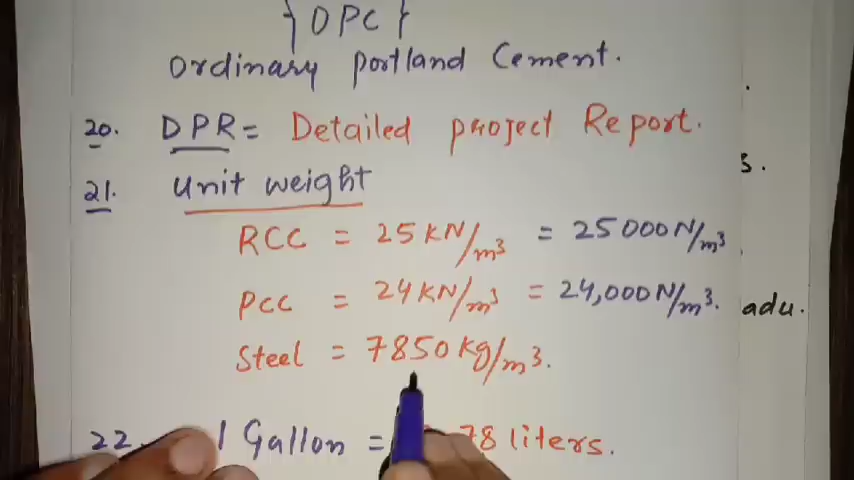 {OPC}
Ordinary portland Cement.
20. DPR = Detailed project Report.
s.
21. Unit weight
RCC = 25 KN/m³ = 25000 N/m³
PCC = 24 KN/m³ = 24,000 N/m³.
adu.
Steel = 7850 kg/m³.
22. 1 Gallon = 78 liters.